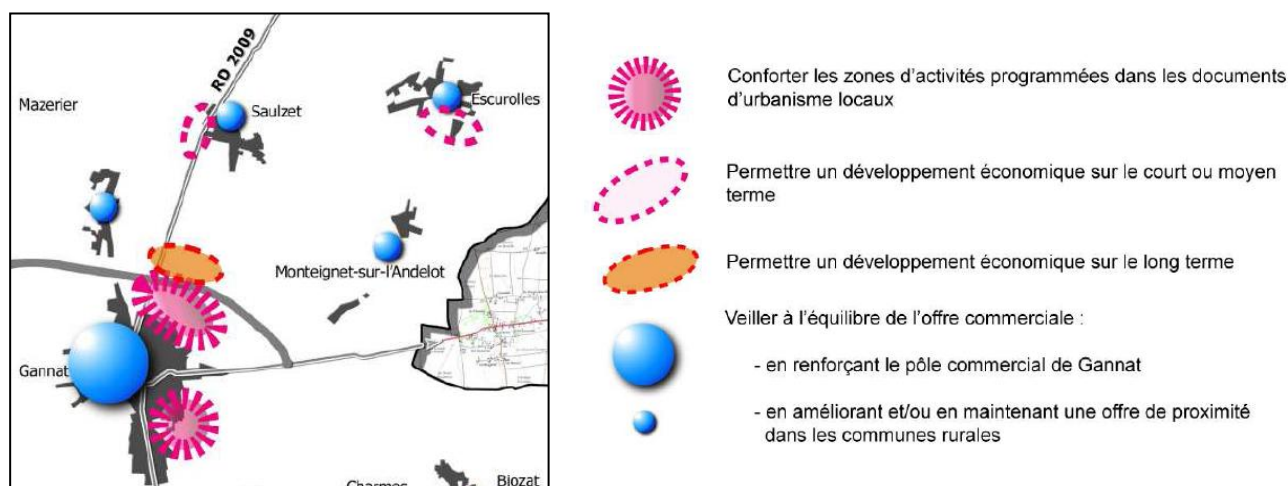 RD 2009
Mazerier
Saulzet
Escurolles
Monteignet-sur-l'Andelot
Gannat
Charmes
Biozat
Conforter les zones d'activités programmées dans les documents
d'urbanisme locaux
Permettre un développement économique sur le court ou moyen
terme
Permettre un développement économique sur le long terme
Veiller à l'équilibre de l'offre commerciale :
- en renforçant le pôle commercial de Gannat
- en améliorant et/ou en maintenant une offre de proximité
dans les communes rurales